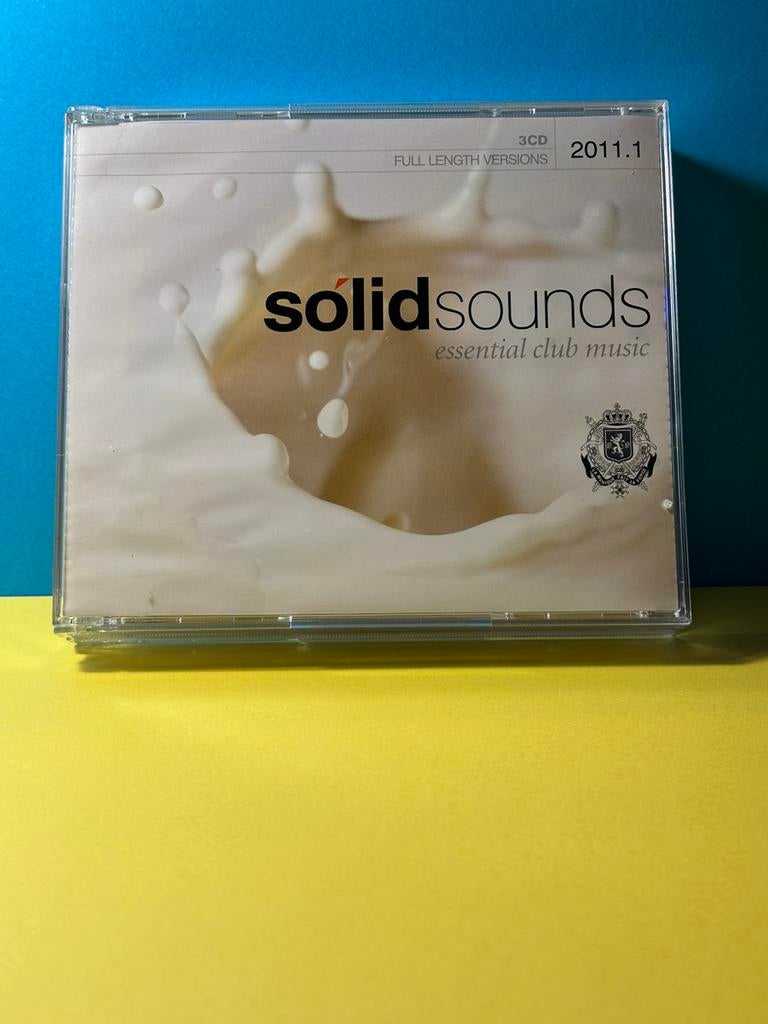 3CD
FULL LENGTH VERSIONS
2011.1
sólidsounds
essential club music